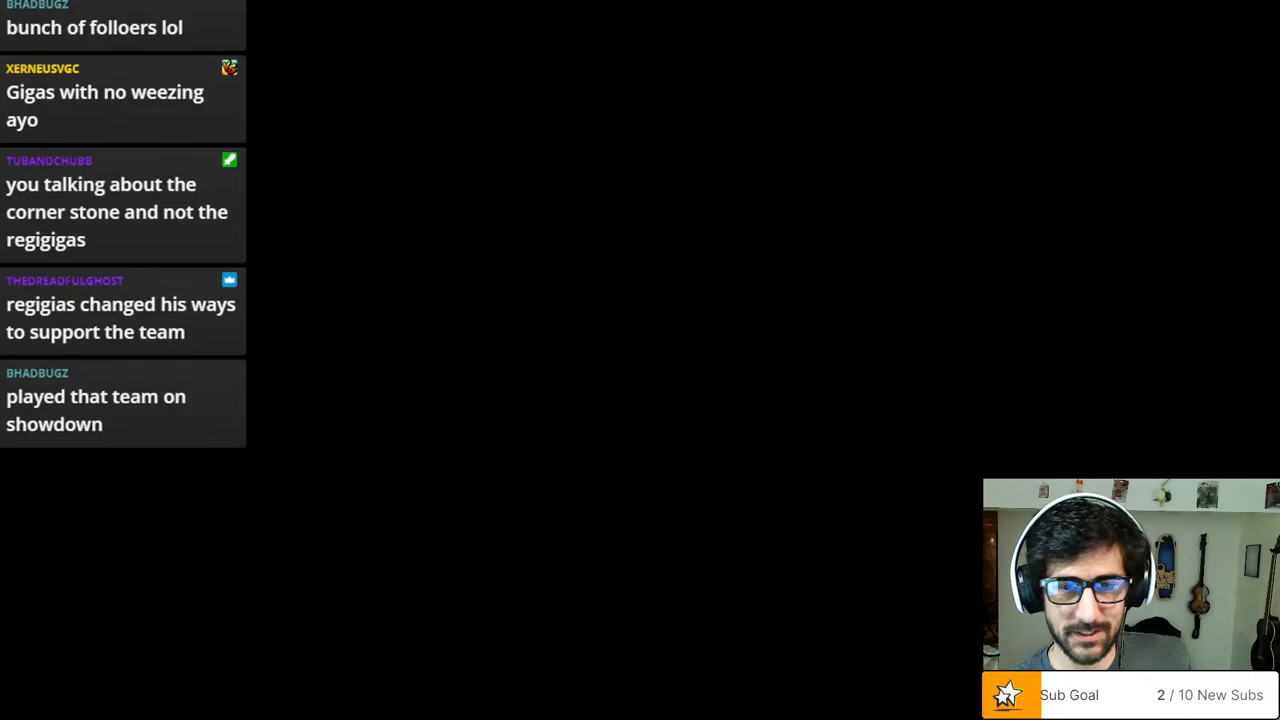 BHADBUGZ
bunch of folloers lol
XERNEUSVGC
Gigas with no weezing
ayo
TUBANDCHUBB
you talking about the
corner stone and not the
regigigas
THEDREADFULGHOST
regigias changed his ways
to support the team
BHADBUGZ
played that team on
showdown
Sub Goal
2 / 10 New Subs